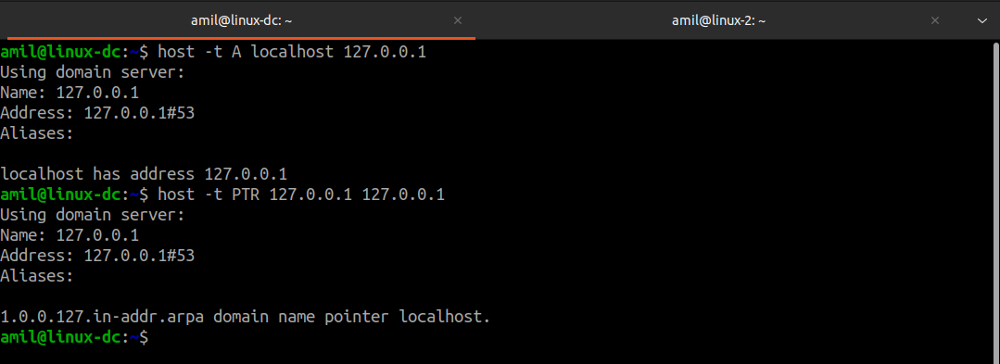 amil@linux-dc: ~
amil@linux-2: ~
amil@linux-dc:~$ host -t A localhost 127.0.0.1
Using domain server:
Name: 127.0.0.1
Address: 127.0.0.1#53
Aliases:

localhost has address 127.0.0.1
amil@linux-dc:~$ host -t PTR 127.0.0.1 127.0.0.1
Using domain server:
Name: 127.0.0.1
Address: 127.0.0.1#53
Aliases:

1.0.0.127.in-addr.arpa domain name pointer localhost.
amil@linux-dc:~$